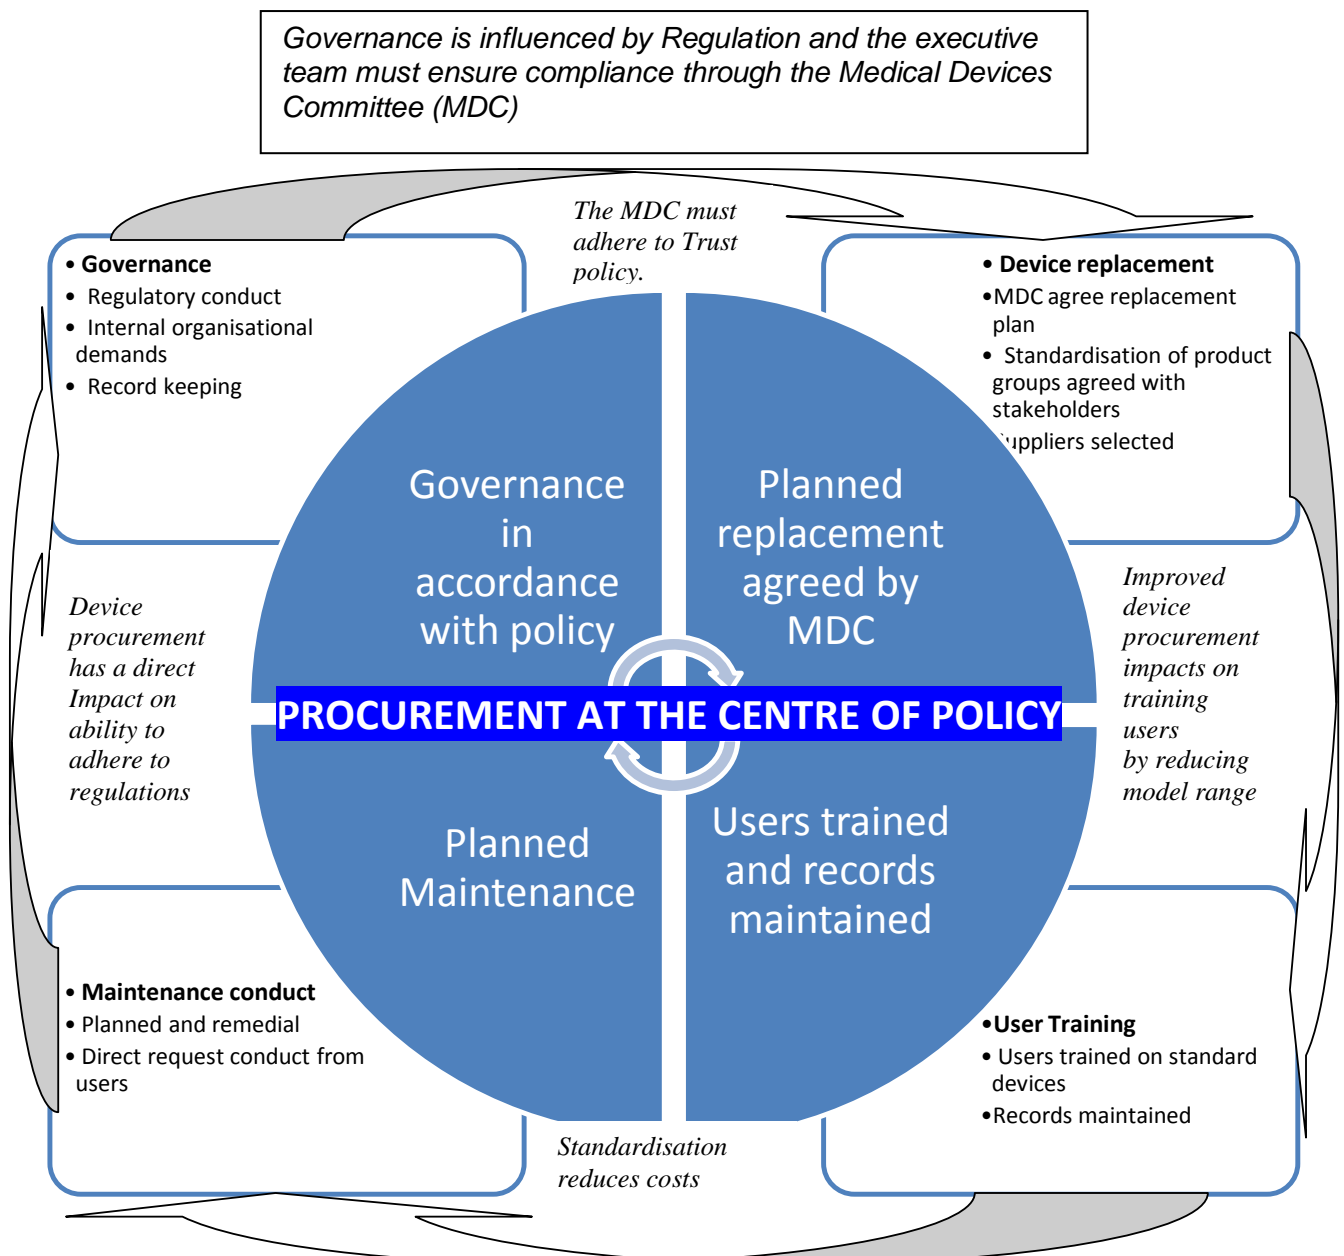 Governance is influenced by Regulation and the executive
team must ensure compliance through the Medical Devices
Committee (MDC)
The MDC must
adhere to Trust
policy.
• Governance
• Regulatory conduct
• Internal organisational
demands
• Record keeping
• Device replacement
•MDC agree replacement
plan
• Standardisation of product
groups agreed with
stakeholders
uppliers selected
Governance
in
accordance
with policy
Planned
replacement
agreed by
MDC
Device
procurement
has a direct
Impact on
ability to
adhere to
regulations
Improved
device
procurement
impacts on
training
users
by reducing
model range
PROCUREMENT AT THE CENTRE OF POLICY
Planned
Maintenance
Users trained
and records
maintained
• Maintenance conduct
• Planned and remedial
• Direct request conduct from
users
•User Training
• Users trained on standard
devices
•Records maintained
Standardisation
reduces costs